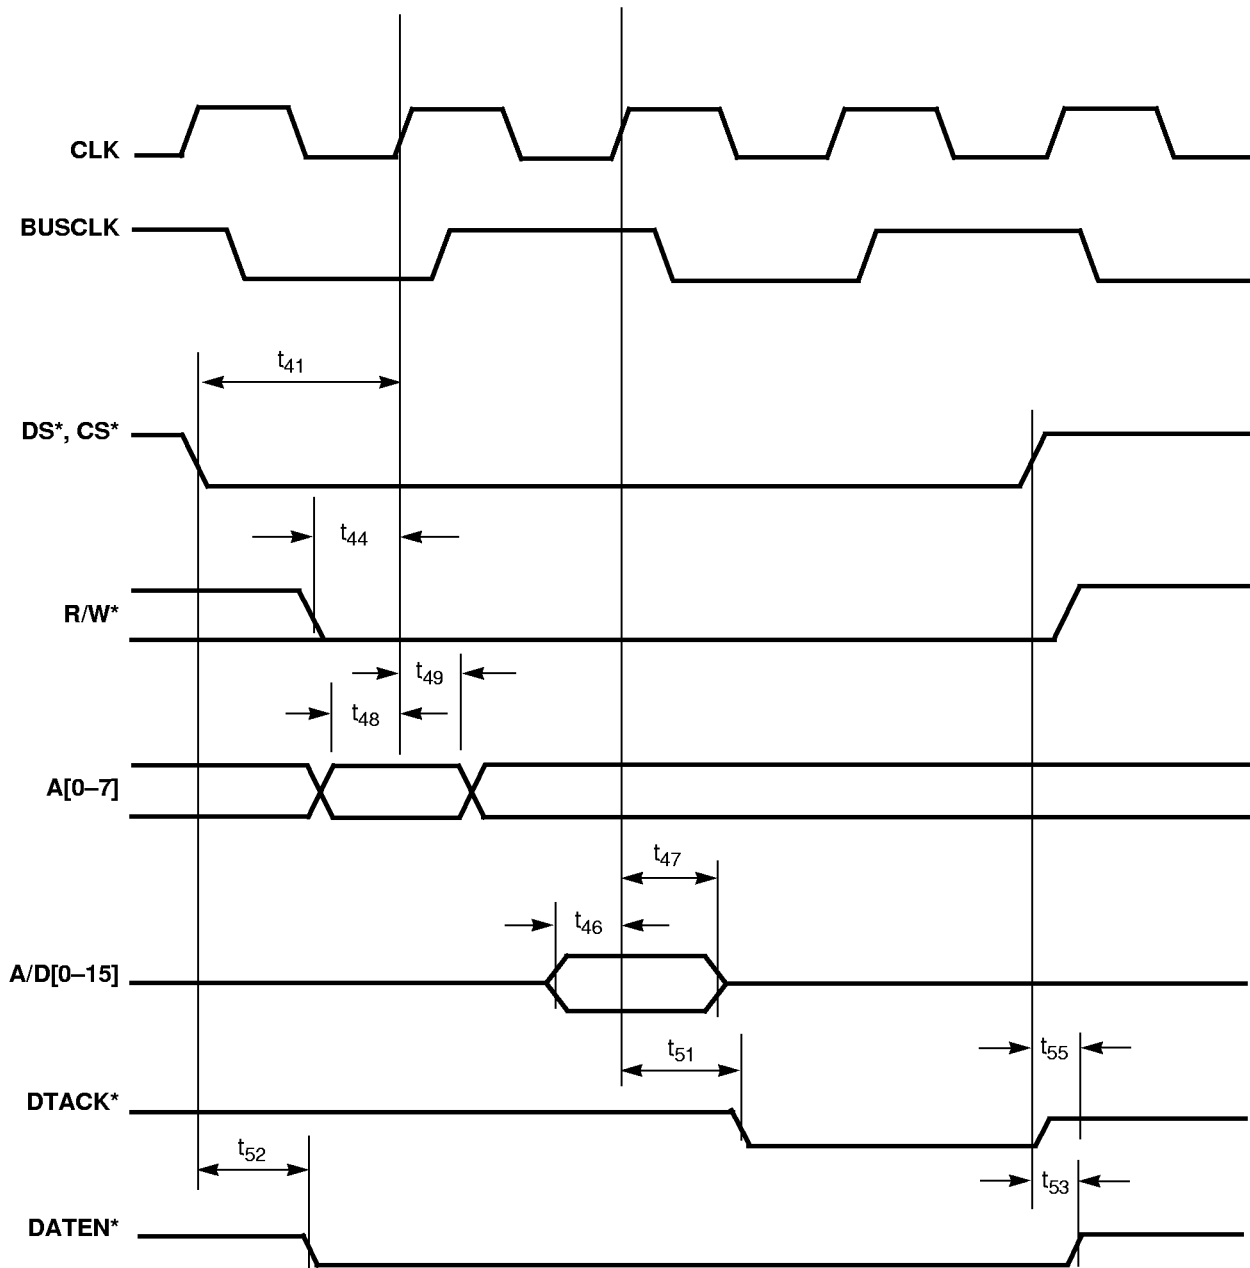 CLK
BUSCLK
t41
DS*, CS*
t44
R/W*
t49
t48
A[0–7]
t47
t46
A/D[0–15]
t55
t51
DTACK*
t52
t53
DATEN*